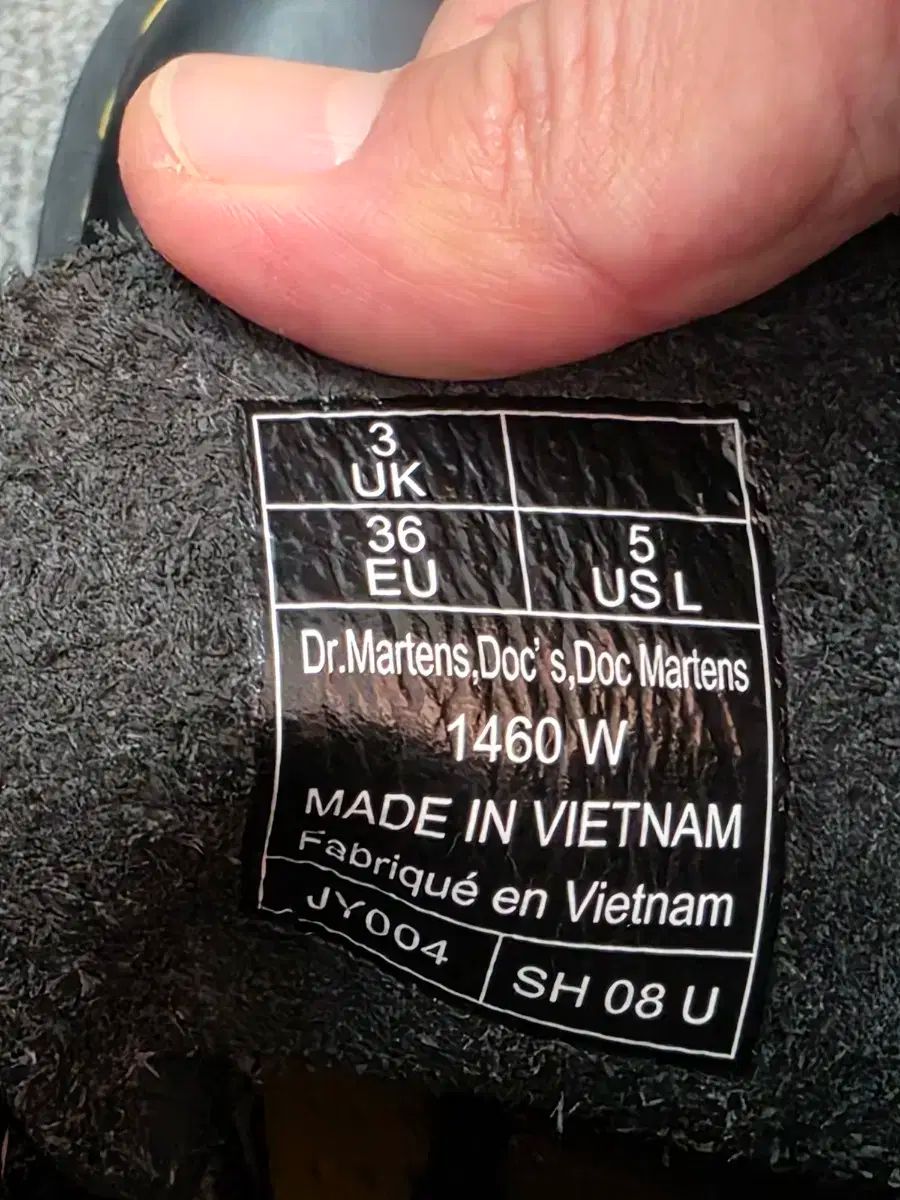 3
UK
36
EU
5
US L
Dr.Martens,Doc's,Doc Martens
1460 W
MADE IN VIETNAM
Fabriqué en Vietnam
JY004
SH 08 U